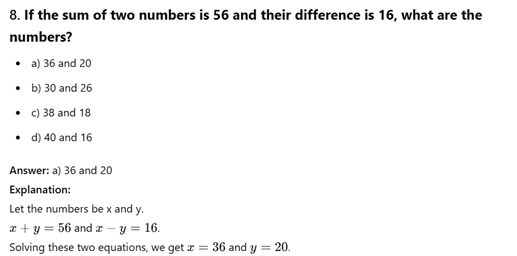 8. If the sum of two numbers is 56 and their difference is 16, what are the
numbers?
• a) 36 and 20
• b) 30 and 26
• c) 38 and 18
• d) 40 and 16
Answer: a) 36 and 20
Explanation:
Let the numbers be x and y.
x + y = 56 and x − y = 16.
Solving these two equations, we get x = 36 and y = 20.